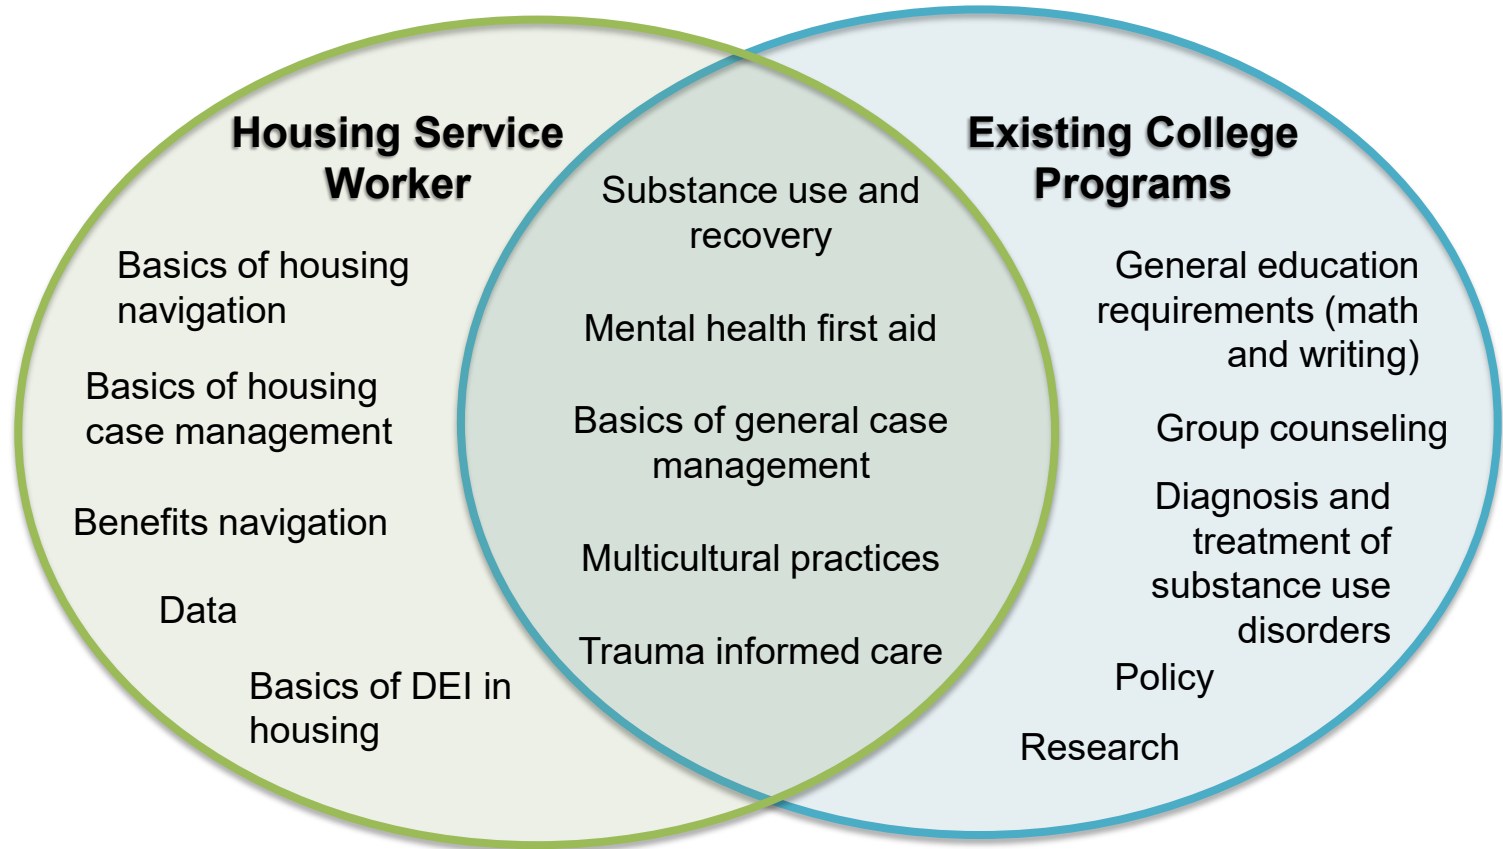 Housing Service
Worker
Basics of housing
navigation
Basics of housing
case management
Benefits navigation
Data
Basics of DEI in
housing
Substance use and
recovery
Mental health first aid
Basics of general case
management
Multicultural practices
Trauma informed care
Existing College
Programs
General education
requirements (math
and writing)
Group counseling
Diagnosis and
treatment of
substance use
disorders
Policy
Research